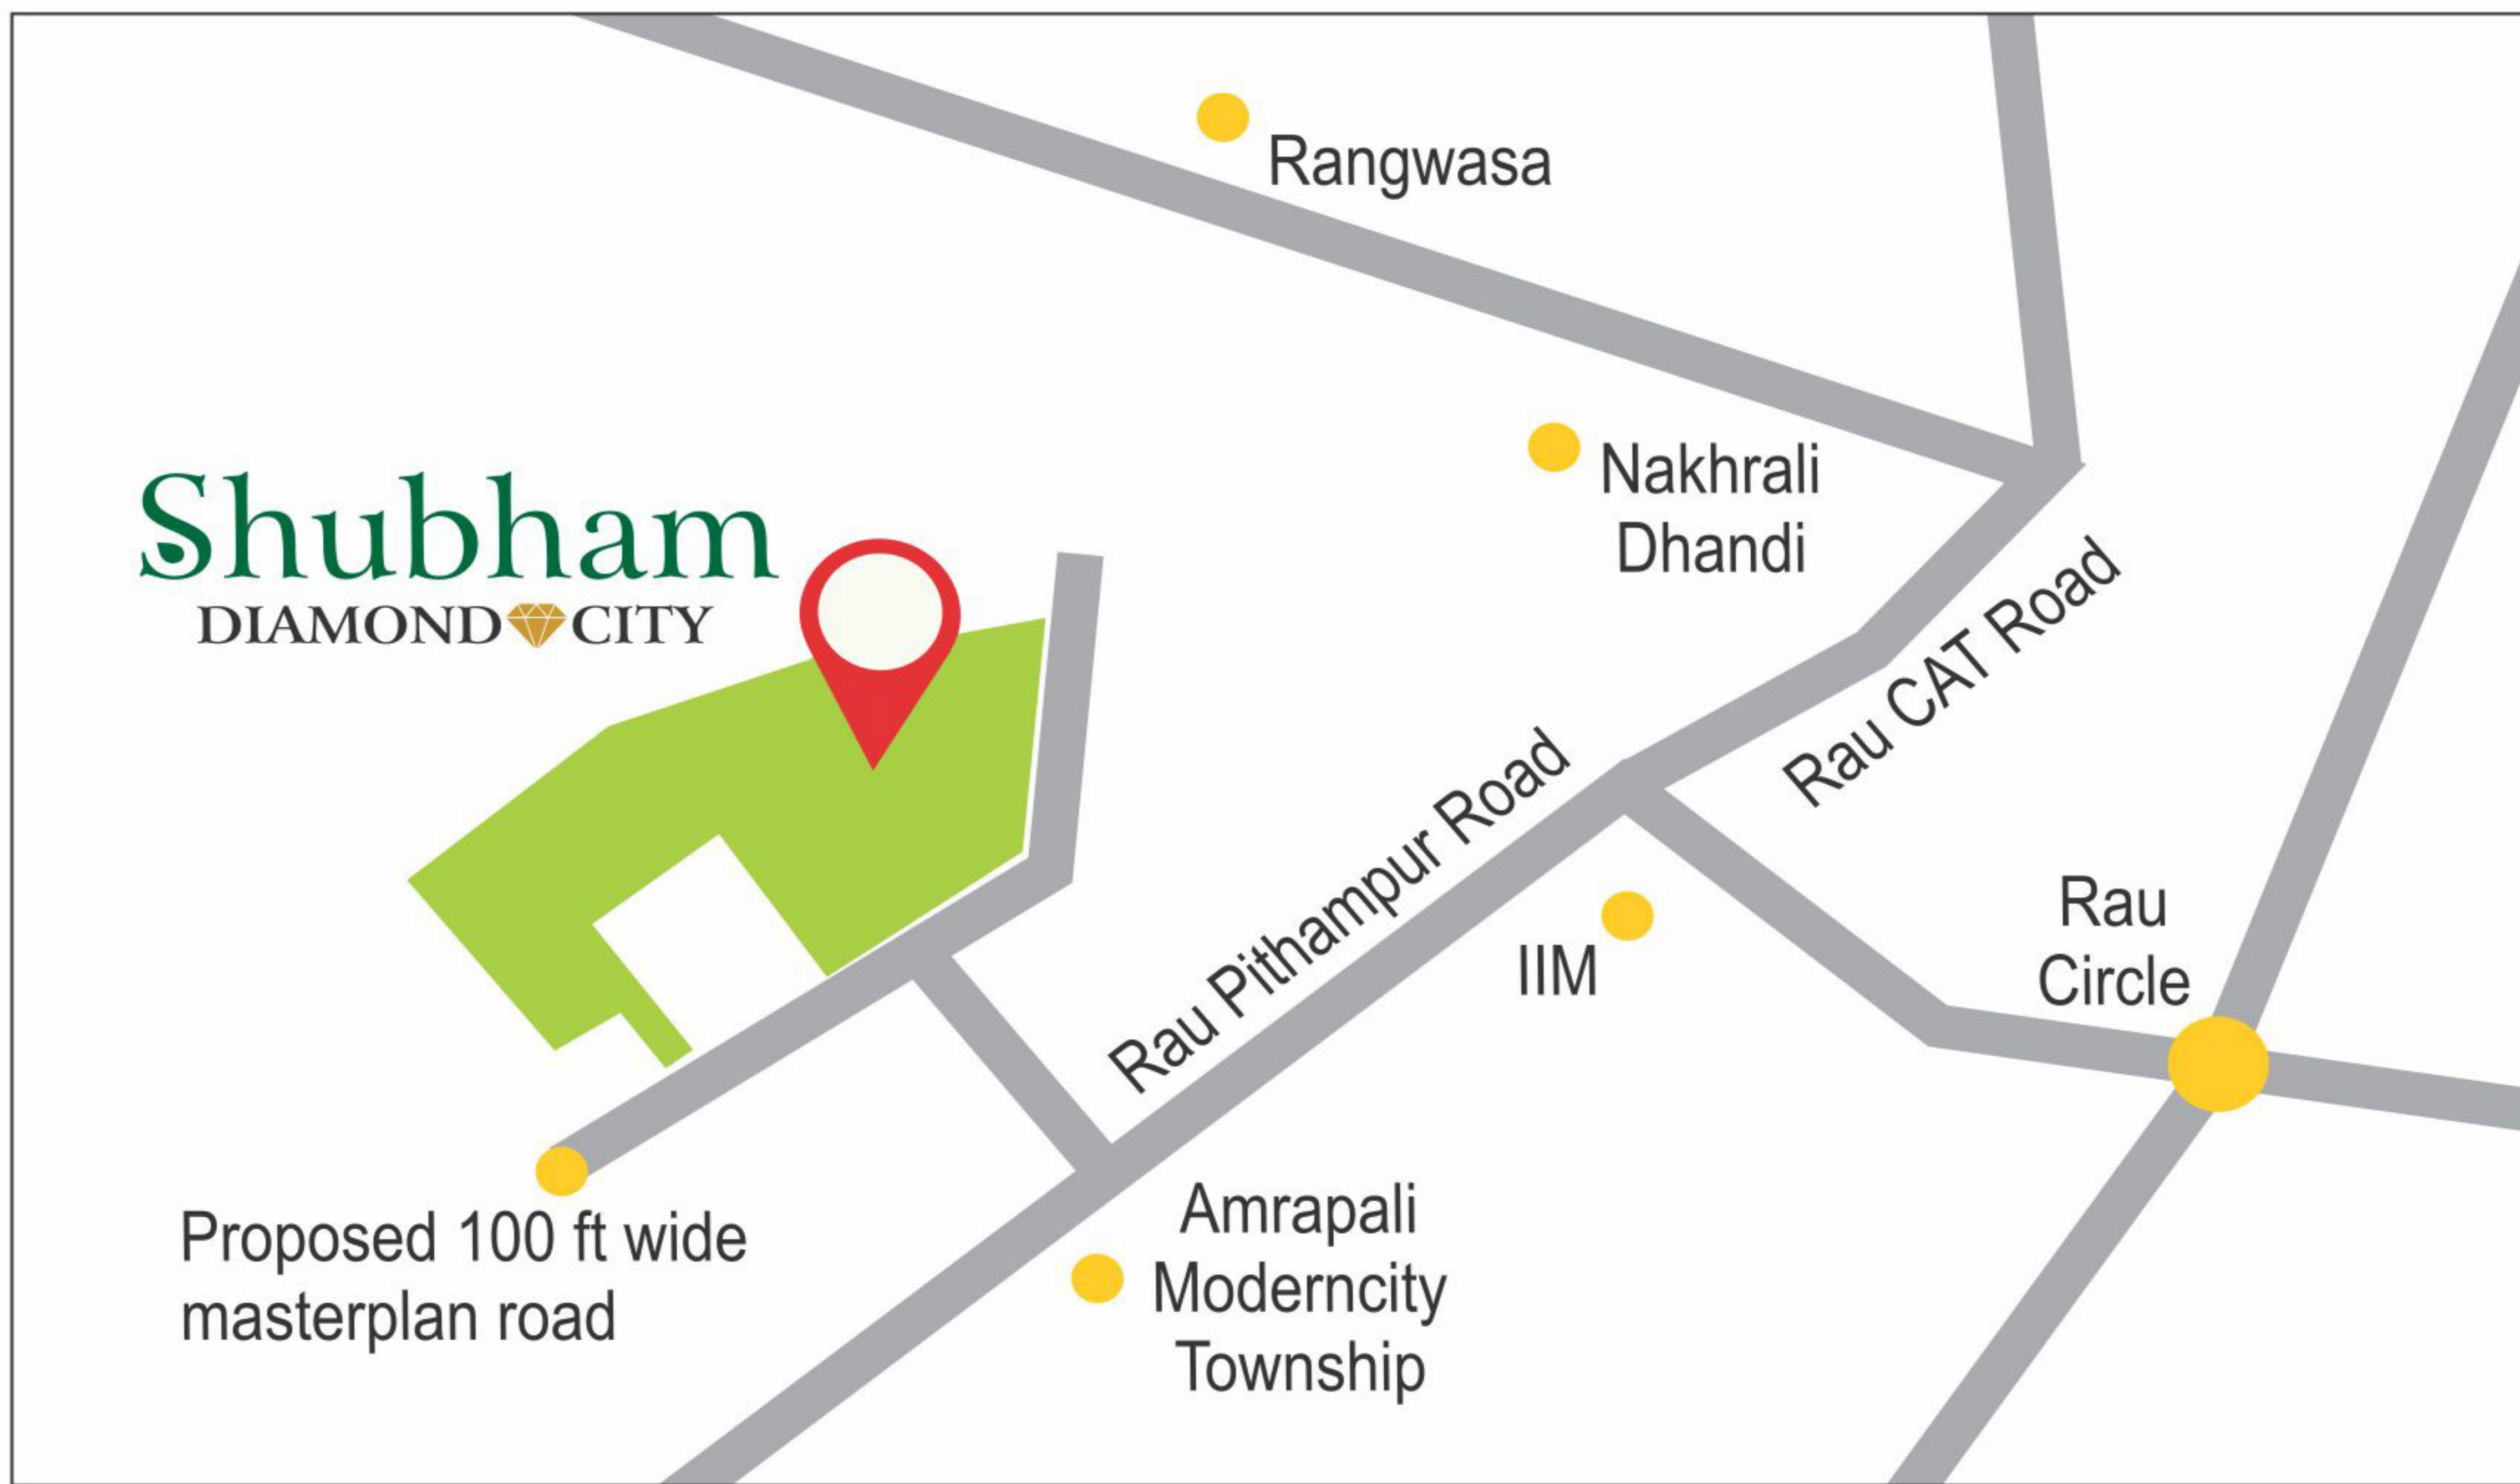 Rangwasa
Nakhrali
Dhandi
Shubham
DIAMOND CITY
Rau CAT Road
Rau Pithampur Road
Rau
Circle
IIM
Amrapali
Moderncity
Township
Proposed 100 ft wide
masterplan road